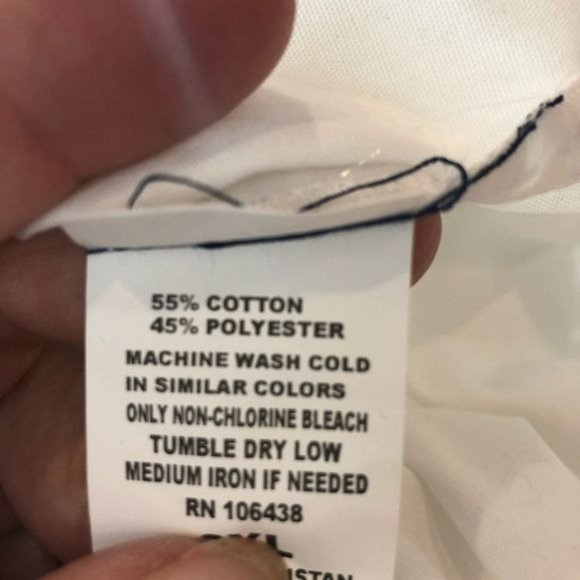 55% COTTON
45% POLYESTER
MACHINE WASH COLD
IN SIMILAR COLORS
ONLY NON-CHLORINE BLEACH
TUMBLE DRY LOW
MEDIUM IRON IF NEEDED
RN 106438